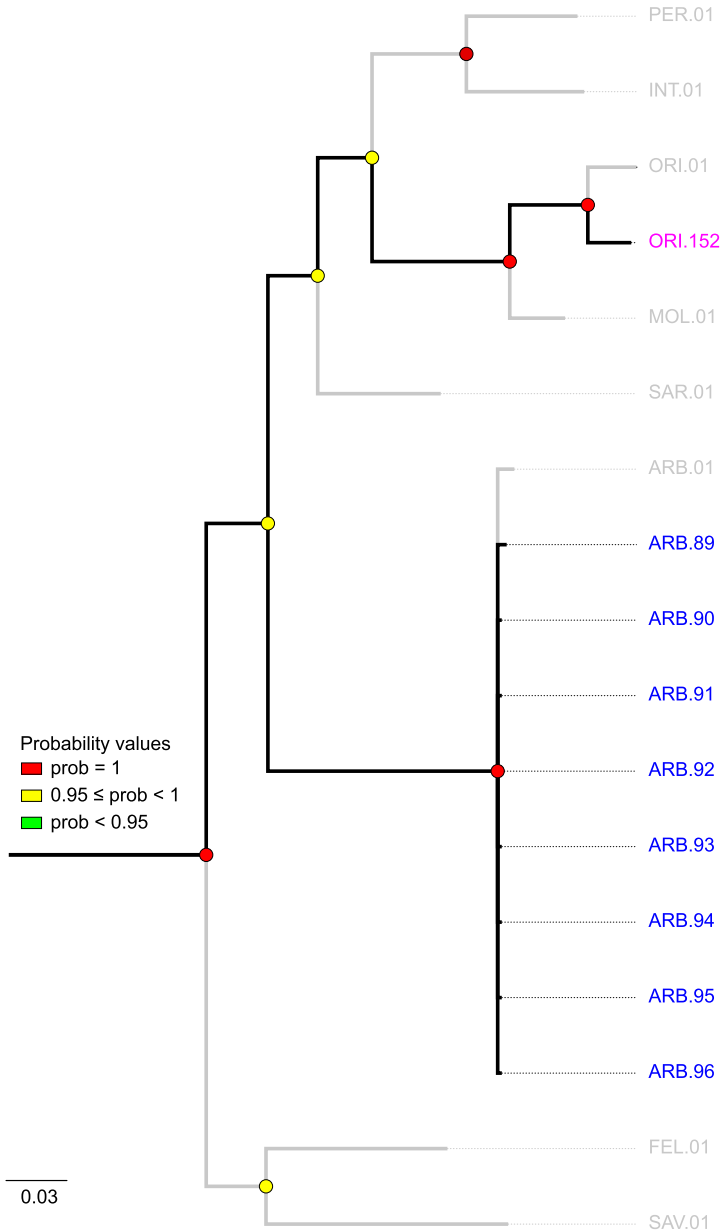 PER.01
INT.01
ORI.01
ORI.152
MOL.01
SAR.01
ARB.01
ARB.89
ARB.90
ARB.91
ARB.92
ARB.93
ARB.94
ARB.95
ARB.96
FEL.01
SAV.01
Probability values
prob = 1
0.95 ≤ prob < 1
prob < 0.95
0.03